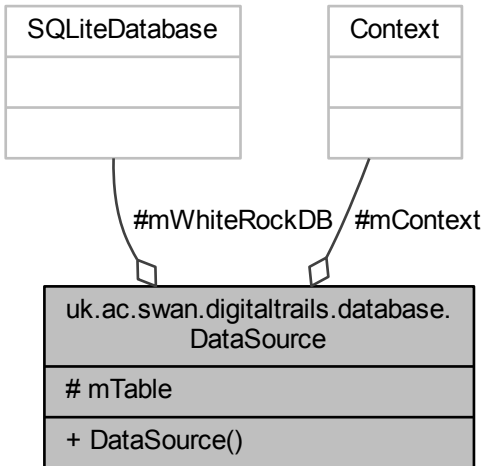 SQLiteDatabase
Context
#mWhiteRockDB
#mContext
uk.ac.swan.digitaltrails.database.
DataSource
# mTable
+ DataSource()